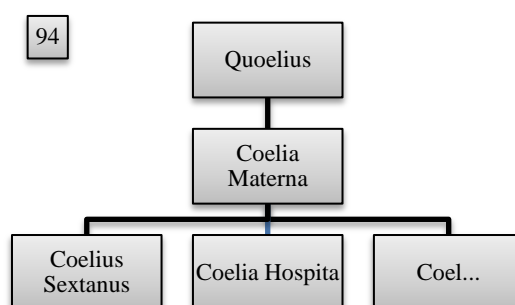 94
Quoelius
Coelia
Materna
Coelius
Sextanus
Coelia Hospita
Coel...